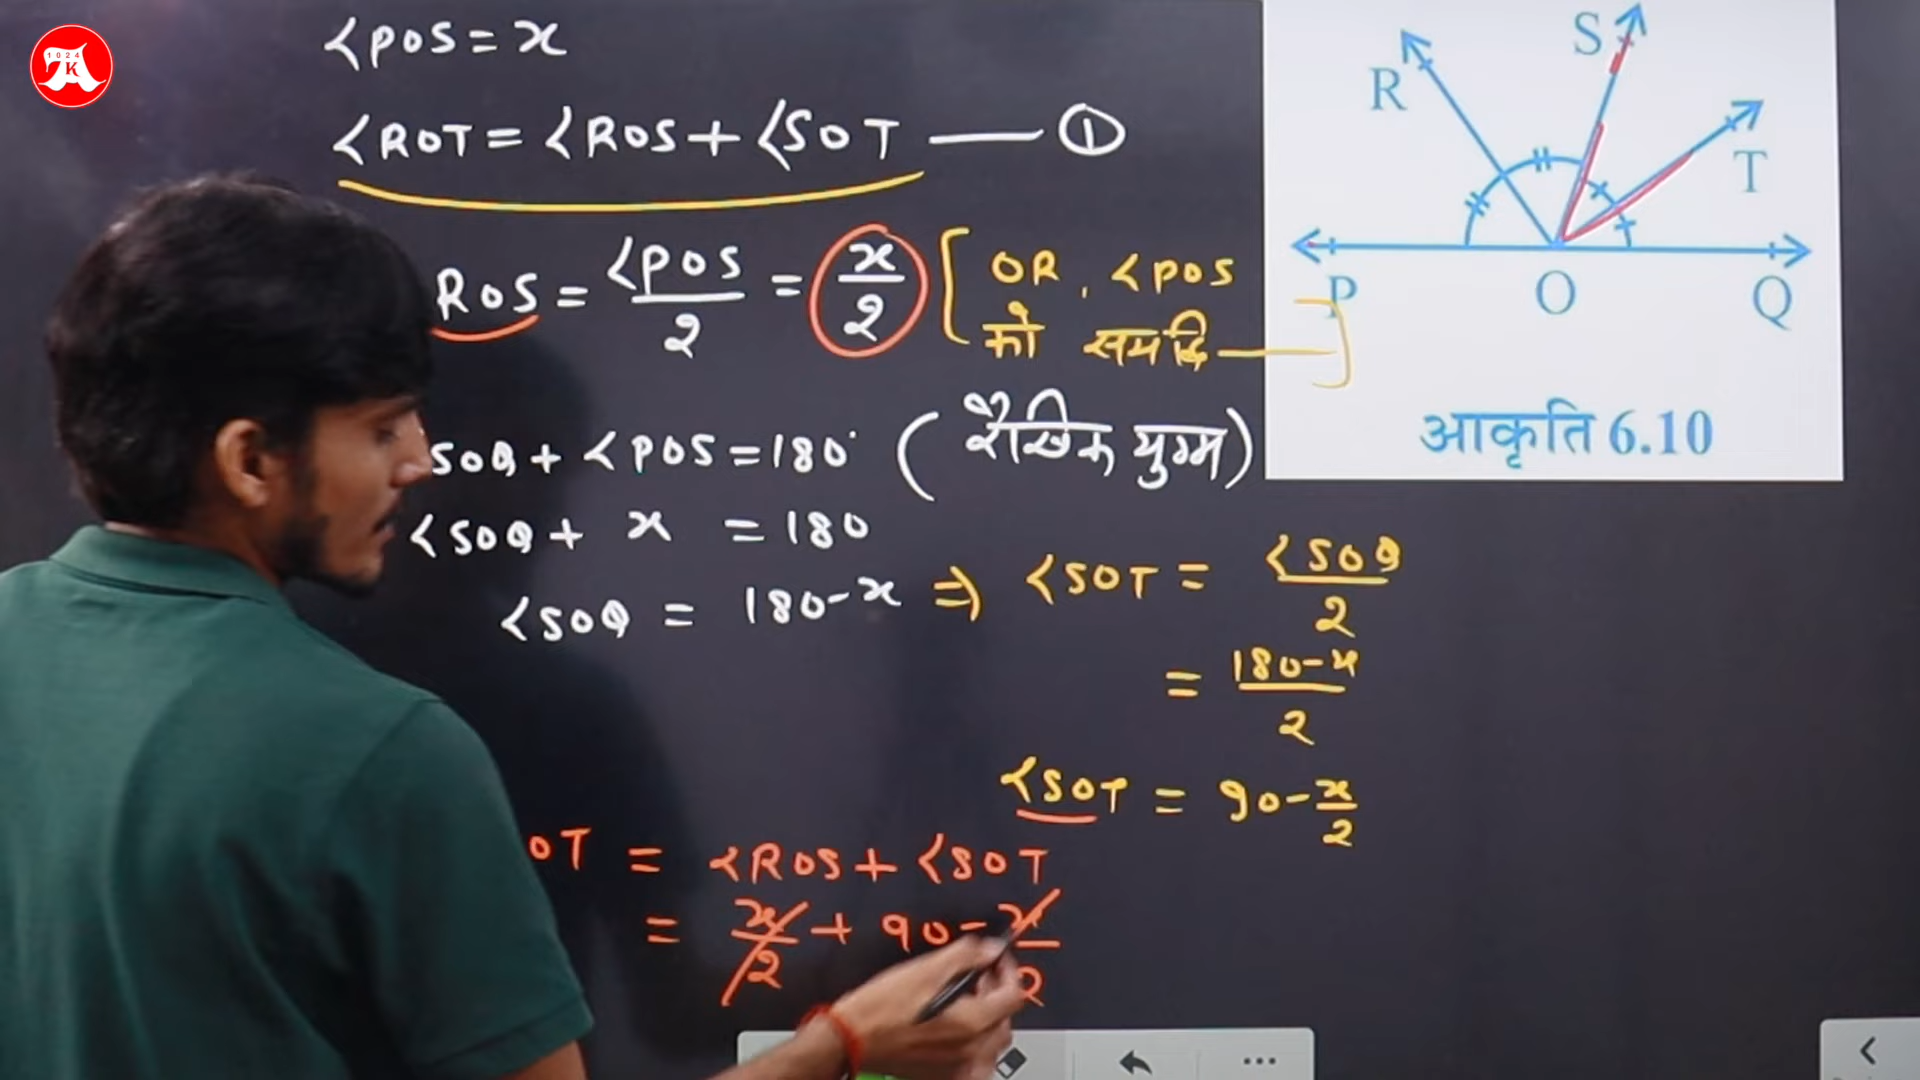 1024
K
<POS = x
<ROT = <ROS + <SOT — ①
ROS = <POS/2 = x/2 [OR, <POS
को समद्वि—]
SOQ + <POS = 180° (रैखिक युग्म)
<SOQ + x = 180
<SOQ = 180-x ⇒ <SOT = <SOQ/2
= 180-x/2
<SOT = 90-x/2
OT = <ROS + <SOT
= x/2 + 90-x/2
R
S
T
P
O
Q
आकृति 6.10